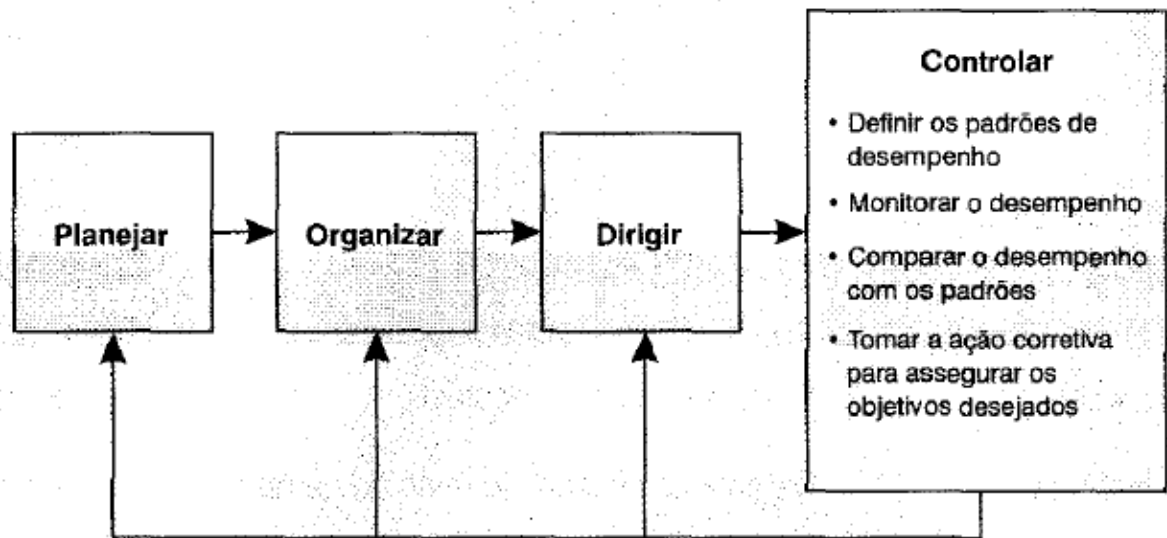 Planejar
Organizar
Dirigir
Controlar
• Definir os padrões de
desempenho
• Monitorar o desempenho
• Comparar o desempenho
com os padrões
• Tomar a ação corretiva
para assegurar os
objetivos desejados